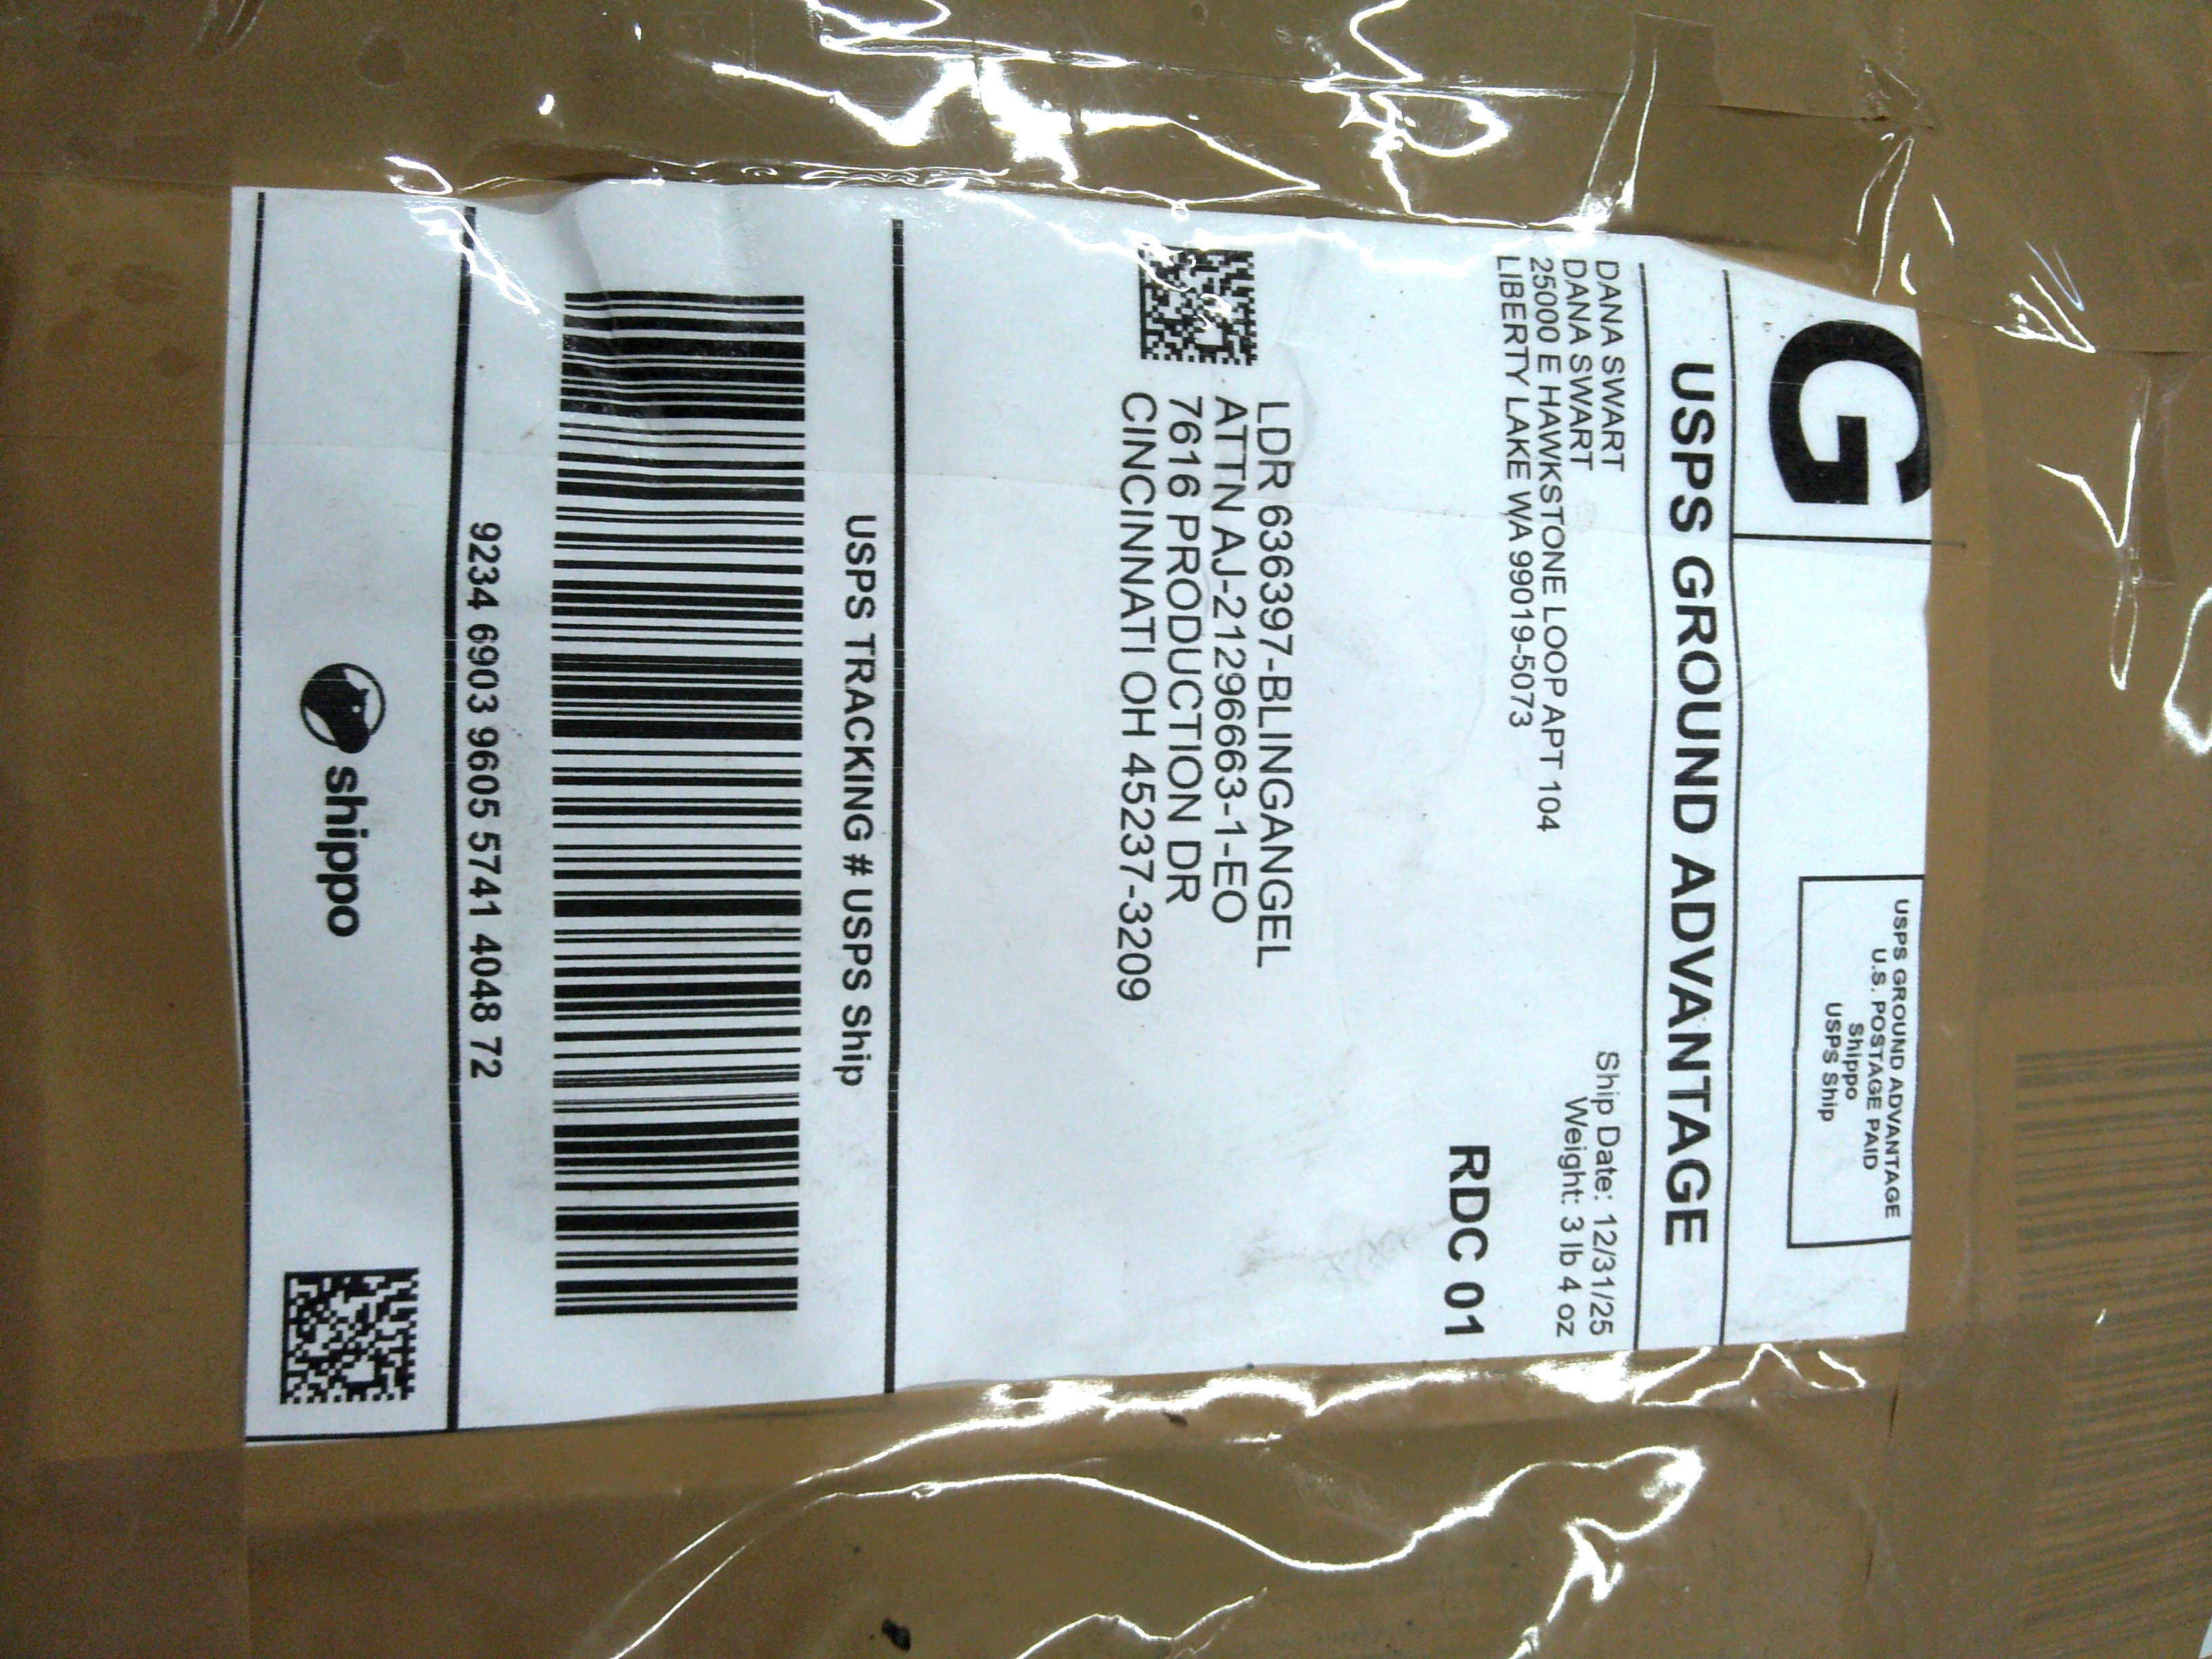 G
USPS GROUND ADVANTAGE
U.S. POSTAGE PAID
Shippo
USPS Ship
USPS GROUND ADVANTAGE
DANA SWART
DANA SWART
25000 E HAWKSTONE LOOP APT 104
LIBERTY LAKE WA 99019-5073
Ship Date: 12/31/25
Weight: 3 lb 4 oz
RDC 01
LDR 636397-BLINGANGEL
ATTN AJ-21296663-1-EO
7616 PRODUCTION DR
CINCINNATI OH 45237-3209
USPS TRACKING # USPS Ship
9234 6903 9605 5741 4048 72
shippo